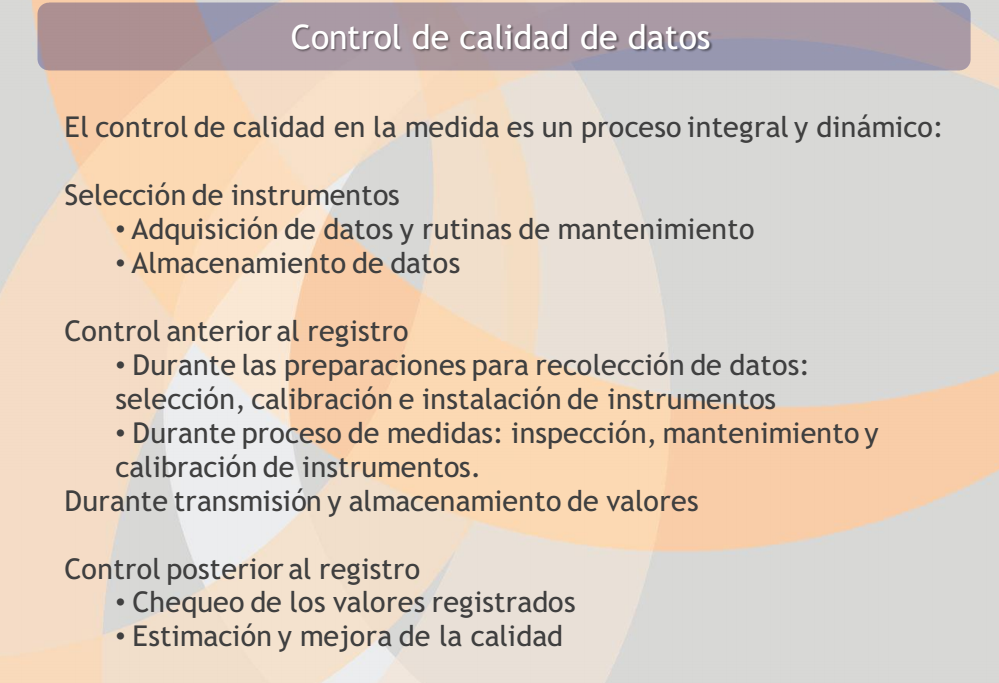 Control de calidad de datos
El control de calidad en la medida es un proceso integral y dinámico:
Selección de instrumentos
• Adquisición de datos y rutinas de mantenimiento
• Almacenamiento de datos
Control anterior al registro
• Durante las preparaciones para recolección de datos:
selección, calibración e instalación de instrumentos
• Durante proceso de medidas: inspección, mantenimiento y
calibración de instrumentos.
Durante transmisión y almacenamiento de valores
Control posterior al registro
• Chequeo de los valores registrados
• Estimación y mejora de la calidad